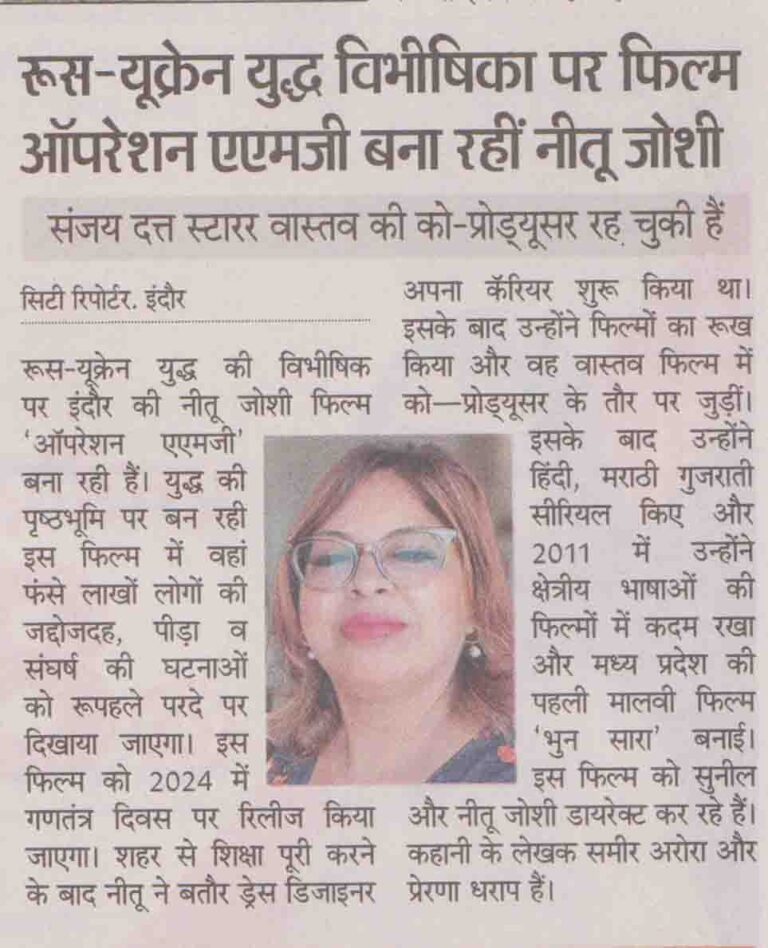 रूस-यूक्रेन युद्ध विभीषिका पर फिल्म
ऑपरेशन एएमजी बना रहीं नीतू जोशी
संजय दत्त स्टारर वास्तव की को-प्रोड्यूसर रह चुकी हैं
सिटी रिपोर्टर. इंदौर
रूस-यूक्रेन युद्ध की विभीषिक
पर इंदौर की नीतू जोशी फिल्म
‘ऑपरेशन एएमजी’
बना रही हैं। युद्ध की
पृष्ठभूमि पर बन रही
इस फिल्म में वहां
फंसे लाखों लोगों की
जद्दोजदह, पीड़ा व
संघर्ष की घटनाओं
को रूपहले परदे पर
दिखाया जाएगा। इस
फिल्म को 2024 में
गणतंत्र दिवस पर रिलीज किया
जाएगा। शहर से शिक्षा पूरी करने
के बाद नीतू ने बतौर ड्रेस डिजाइनर
अपना कॅरियर शुरू किया था।
इसके बाद उन्होंने फिल्मों का रूख
किया और वह वास्तव फिल्म में
को—प्रोड्यूसर के तौर पर जुड़ीं।
इसके बाद उन्होंने
हिंदी, मराठी गुजराती
सीरियल किए और
2011 में उन्होंने
क्षेत्रीय भाषाओं की
फिल्मों में कदम रखा
और मध्य प्रदेश की
पहली मालवी फिल्म
‘भुन सारा’ बनाई।
इस फिल्म को सुनील
और नीतू जोशी डायरेक्ट कर रहे हैं।
कहानी के लेखक समीर अरोरा और
प्रेरणा धराप हैं।